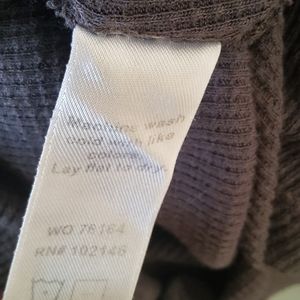 Machine wash
cold with like
colors.
Lay flat to dry.
WO 76164
RN# 102146